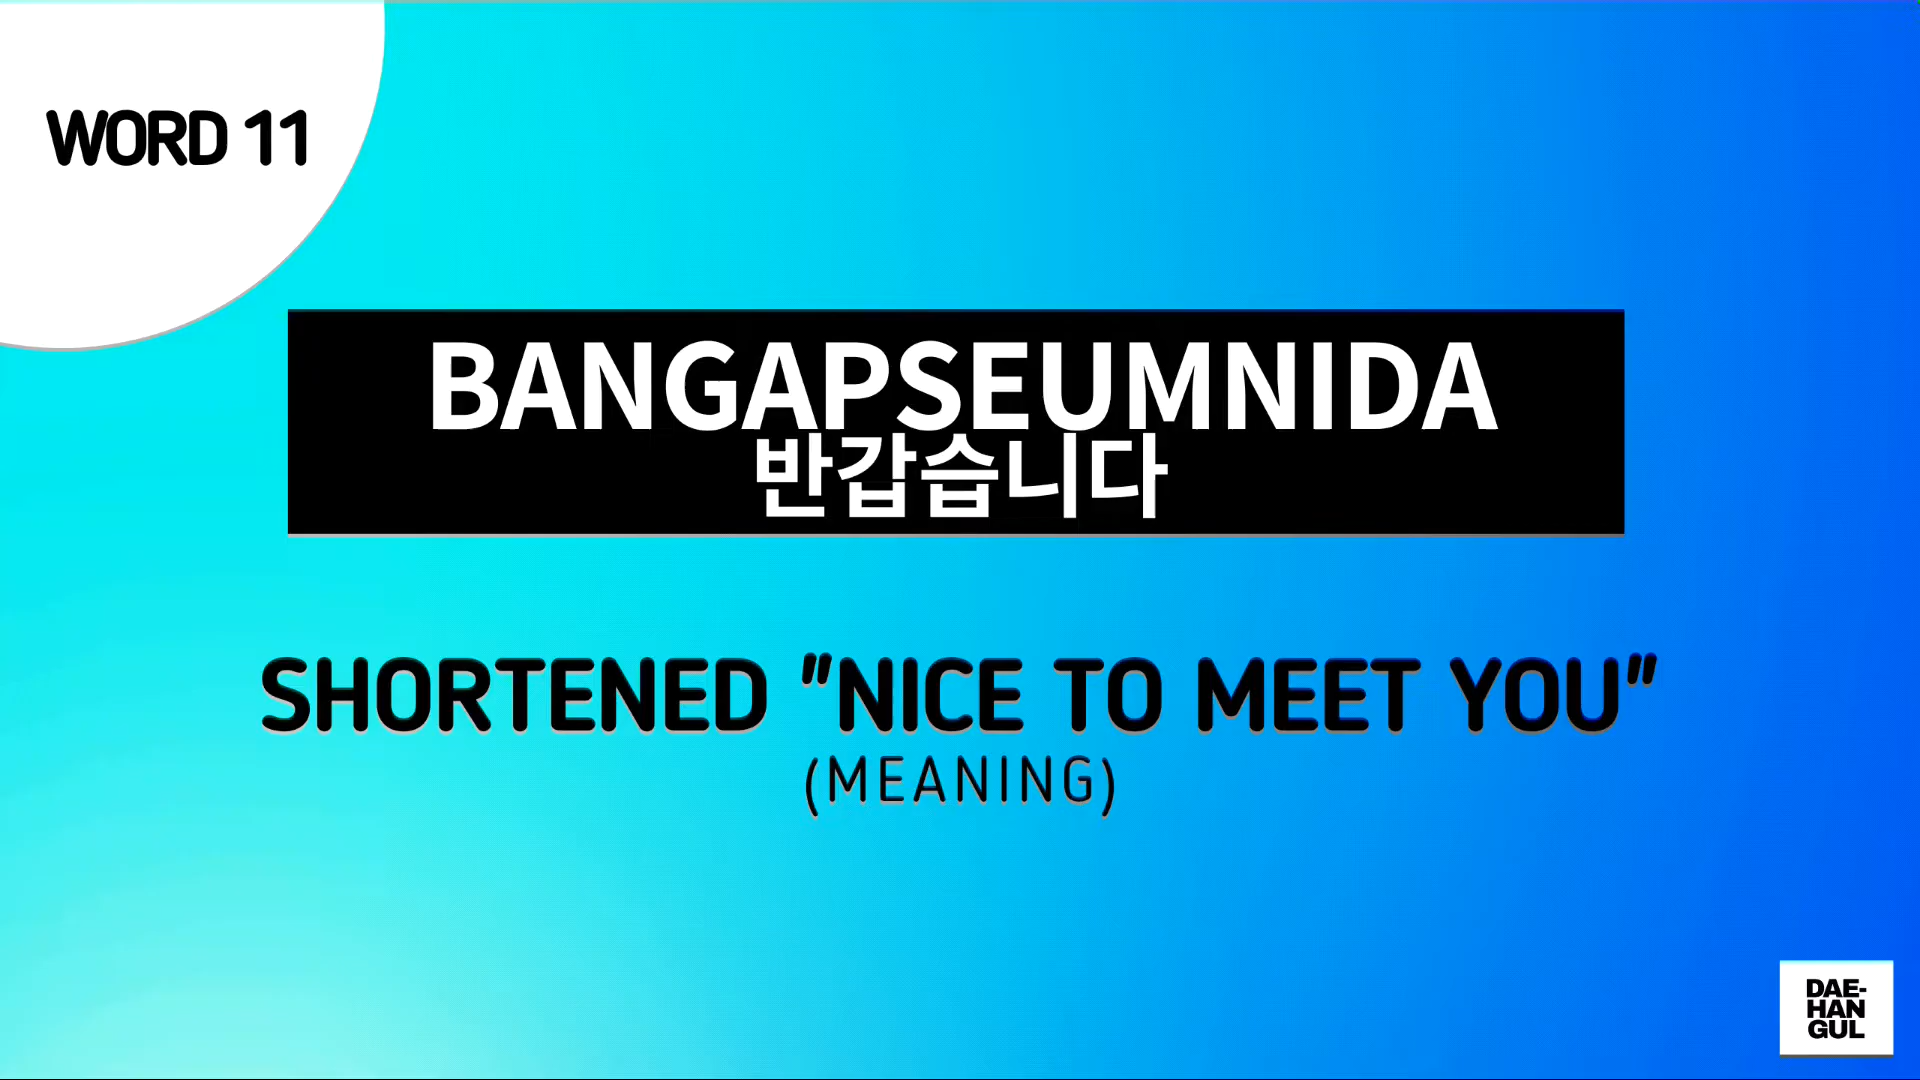 WORD 11
BANGAPSEUMNIDA
반갑습니다
SHORTENED "NICE TO MEET YOU"
(MEANING)
DAE-
HAN
GUL